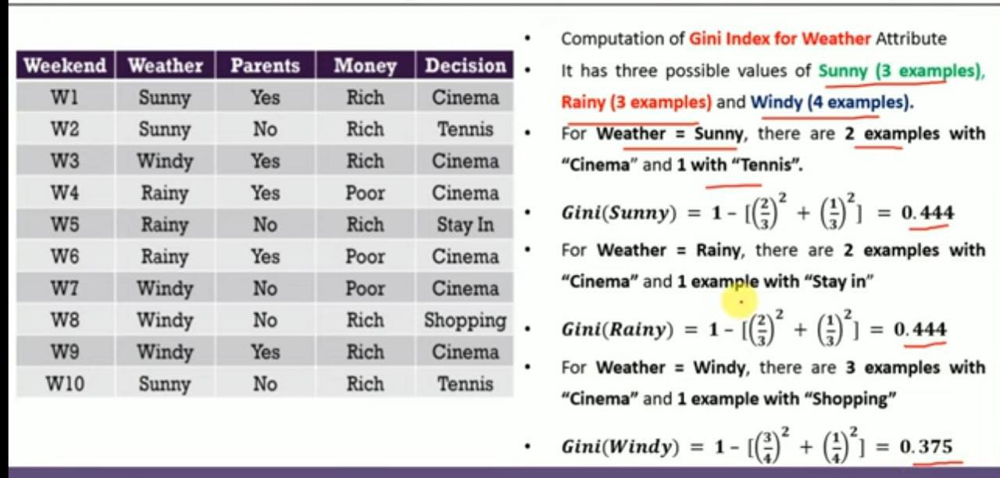 Weekend Weather Parents Money Decision
W1 Sunny Yes Rich Cinema
W2 Sunny No Rich Tennis
W3 Windy Yes Rich Cinema
W4 Rainy Yes Poor Cinema
W5 Rainy No Rich Stay In
W6 Rainy Yes Poor Cinema
W7 Windy No Poor Cinema
W8 Windy No Rich Shopping
W9 Windy Yes Rich Cinema
W10 Sunny No Rich Tennis
• Computation of Gini Index for Weather Attribute
• It has three possible values of Sunny (3 examples),
Rainy (3 examples) and Windy (4 examples).
• For Weather = Sunny, there are 2 examples with
“Cinema” and 1 with “Tennis”.
• Gini(Sunny) = 1 - [(2/3)² + (1/3)²] = 0.444
• For Weather = Rainy, there are 2 examples with
“Cinema” and 1 example with “Stay in”
• Gini(Rainy) = 1 - [(2/3)² + (1/3)²] = 0.444
• For Weather = Windy, there are 3 examples with
“Cinema” and 1 example with “Shopping”
• Gini(Windy) = 1 - [(3/4)² + (1/4)²] = 0.375